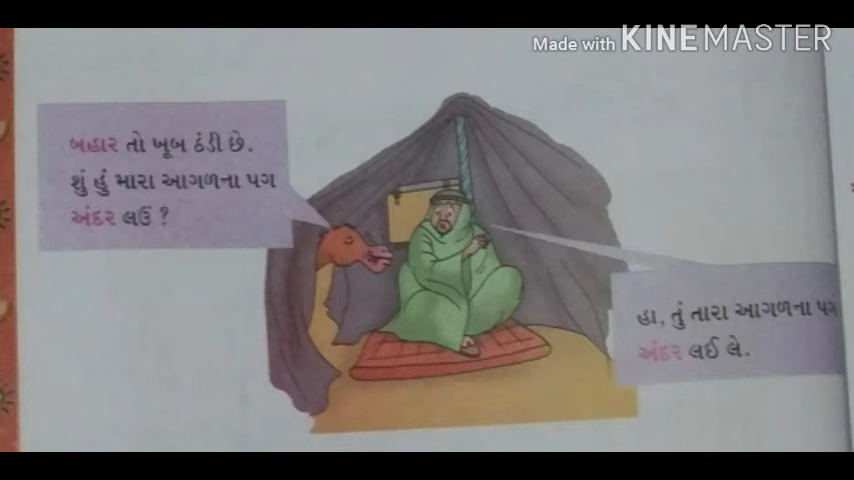 Made with KINEMASTER
બહાર તો ખૂબ ઠંડી છે.
શું હું મારા આગળના પગ
અંદર લઉં ?
હા, તું તારા આગળના પગ
અંદર લઈ લે.